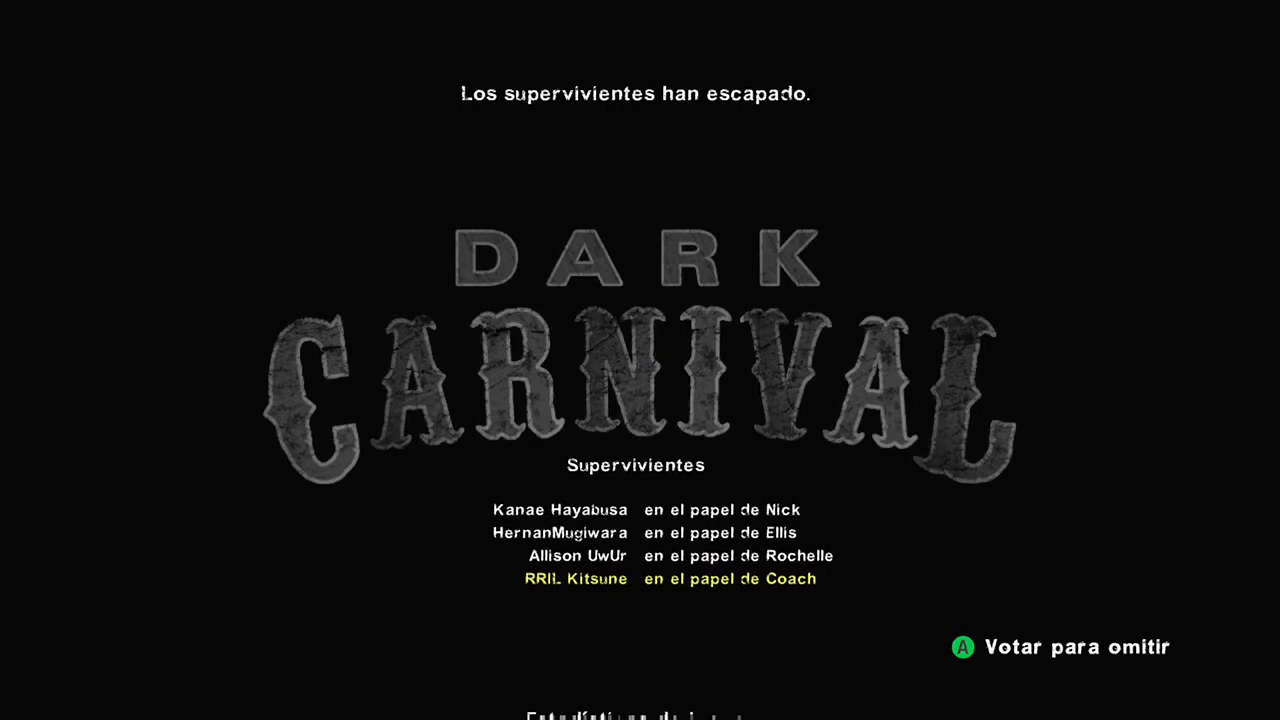 Los supervivientes han escapado.
DARK
CARNIVAL
Supervivientes
Kanae Hayabusa en el papel de Nick
HernanMugiwara en el papel de Ellis
Allison UwUr en el papel de Rochelle
RRIL Kitsune en el papel de Coach
A Votar para omitir